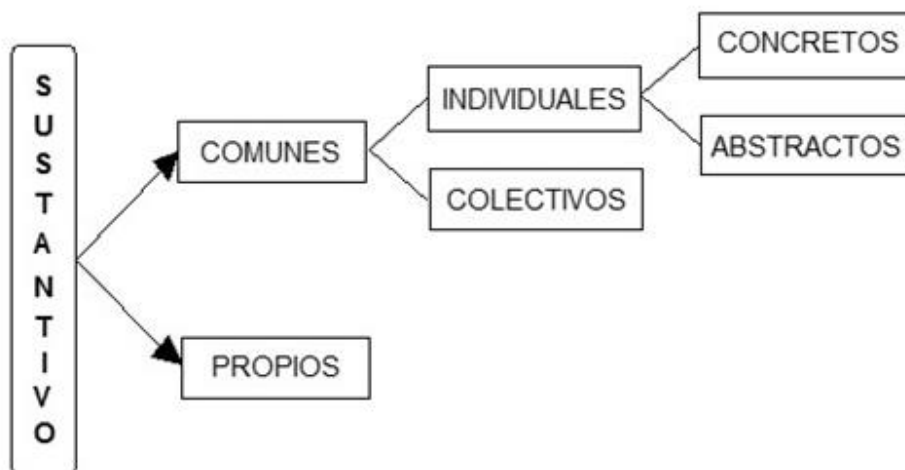 SUSTANTIVO
COMUNES
PROPIOS
INDIVIDUALES
COLECTIVOS
CONCRETOS
ABSTRACTOS